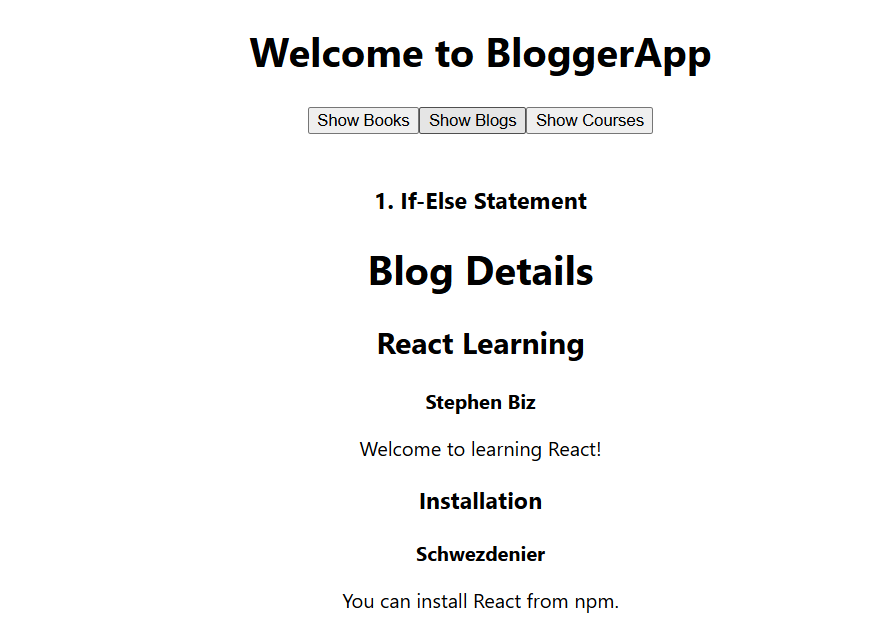 Welcome to BloggerApp
Show Books Show Blogs Show Courses
1. If-Else Statement
Blog Details
React Learning
Stephen Biz
Welcome to learning React!
Installation
Schwezdenier
You can install React from npm.